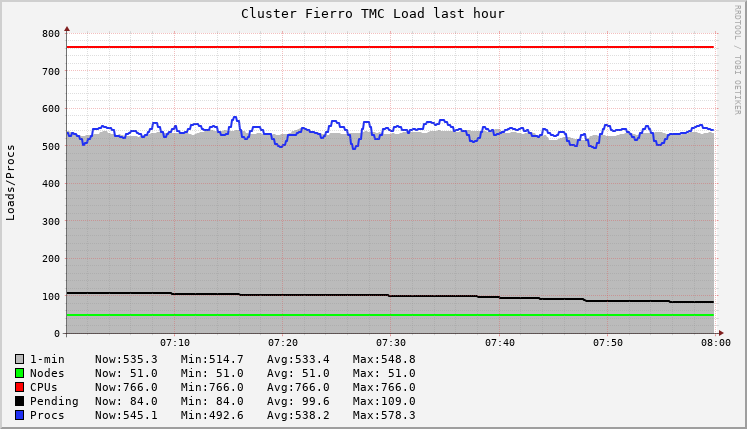 Cluster Fierro TMC Load last hour
RRDTOOL / TOBI OETIKER
Loads/Procs
800
700
600
500
400
300
200
100
0
07:10 07:20 07:30 07:40 07:50 08:00
1-min Now:535.3 Min:514.7 Avg:533.4 Max:548.8
Nodes Now: 51.0 Min: 51.0 Avg: 51.0 Max: 51.0
CPUs Now:766.0 Min:766.0 Avg:766.0 Max:766.0
Pending Now: 84.0 Min: 84.0 Avg: 99.6 Max:109.0
Procs Now:545.1 Min:492.6 Avg:538.2 Max:578.3